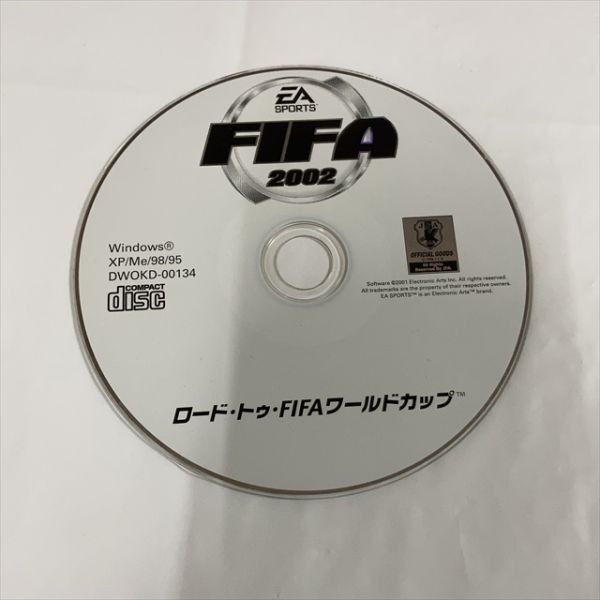 EA
SPORTS™
FIFA
2002
Windows®
XP/Me/98/95
DWOKD-00134
COMPACT
disc
JFA
OFFICIAL GOODS
All Rights
Reserved By JFA
Software ©2001 Electronic Arts Inc. All rights reserved.
All trademarks are the property of their respective owners.
EA SPORTS™ is an Electronic Arts™ brand.
ロード・トゥ・FIFAワールドカップ™